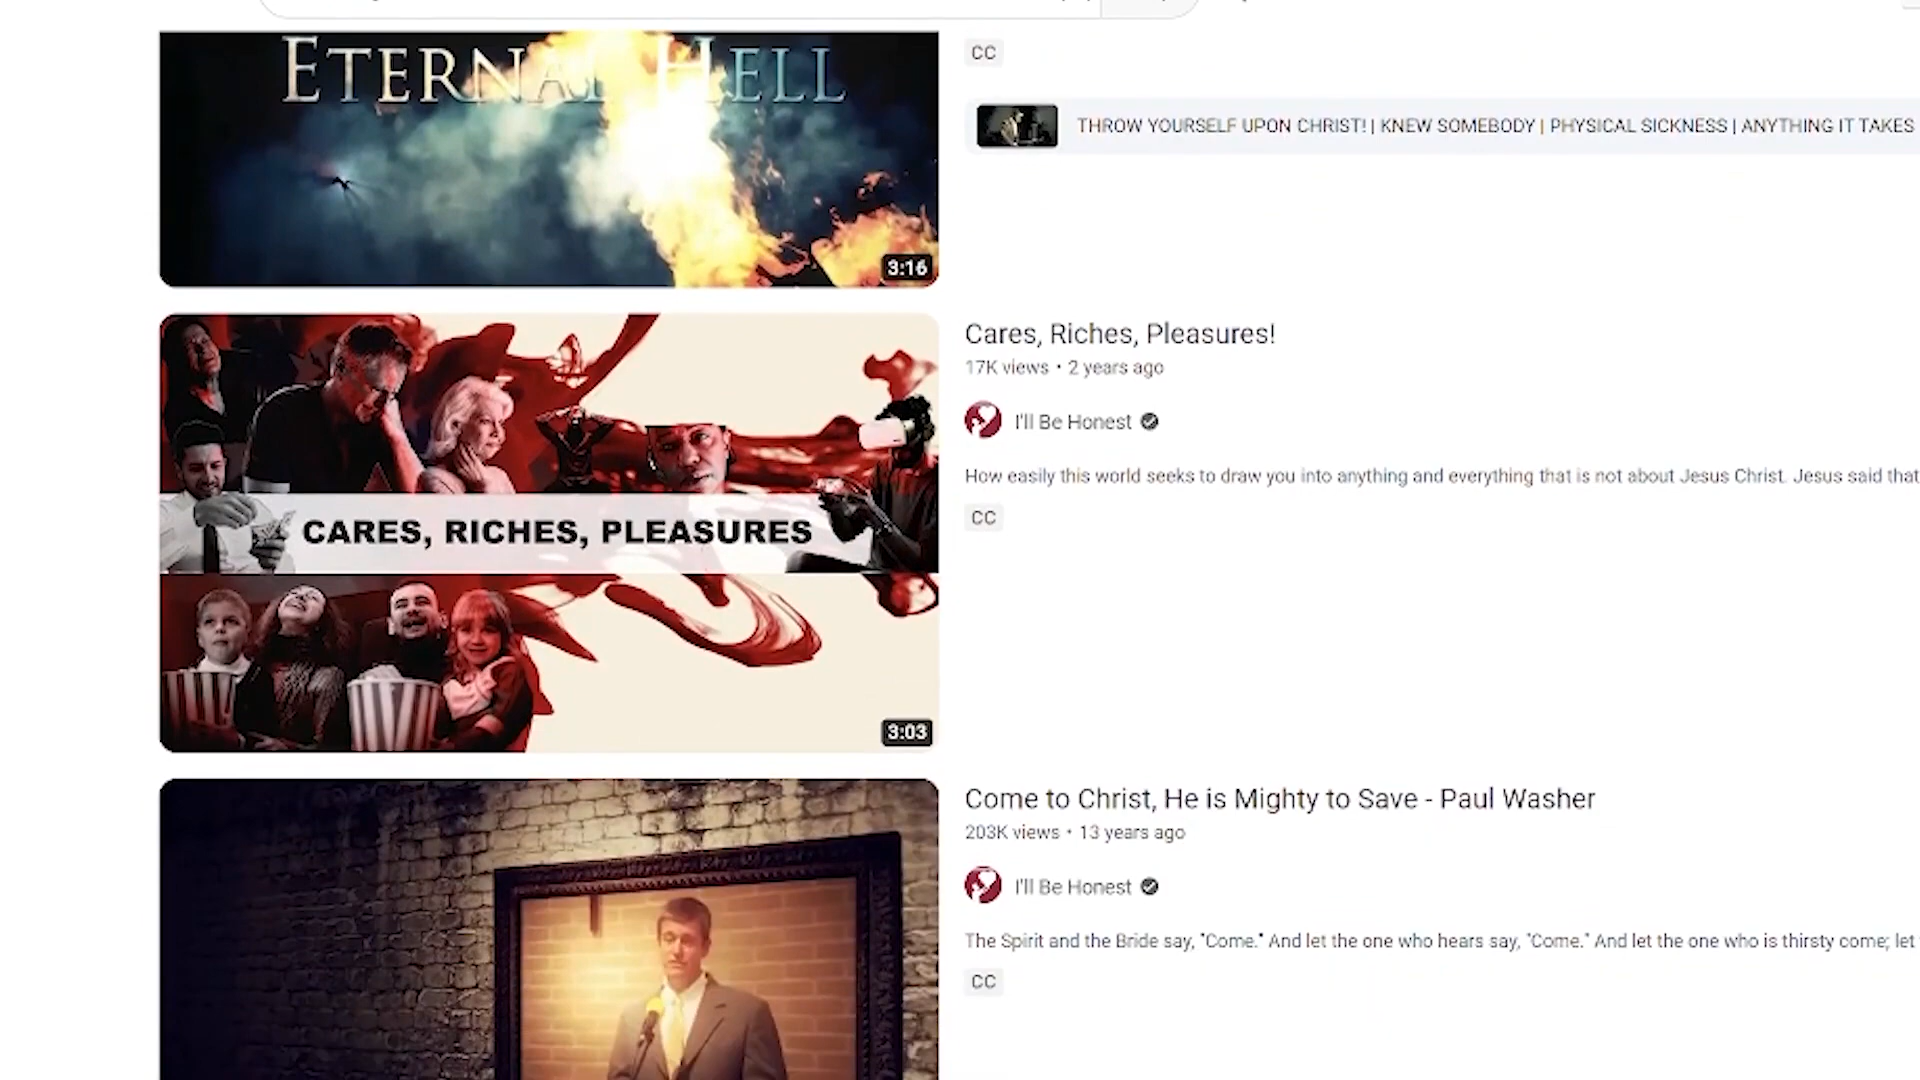 ETERNAL HELL
CC
THROW YOURSELF UPON CHRIST! | KNEW SOMEBODY | PHYSICAL SICKNESS | ANYTHING IT TAKES
3:16
Cares, Riches, Pleasures!
17K views • 2 years ago
I'll Be Honest
How easily this world seeks to draw you into anything and everything that is not about Jesus Christ. Jesus said that
CC
CARES, RICHES, PLEASURES
3:03
Come to Christ, He is Mighty to Save - Paul Washer
203K views • 13 years ago
I'll Be Honest
The Spirit and the Bride say, "Come." And let the one who hears say, "Come." And let the one who is thirsty come; let
CC